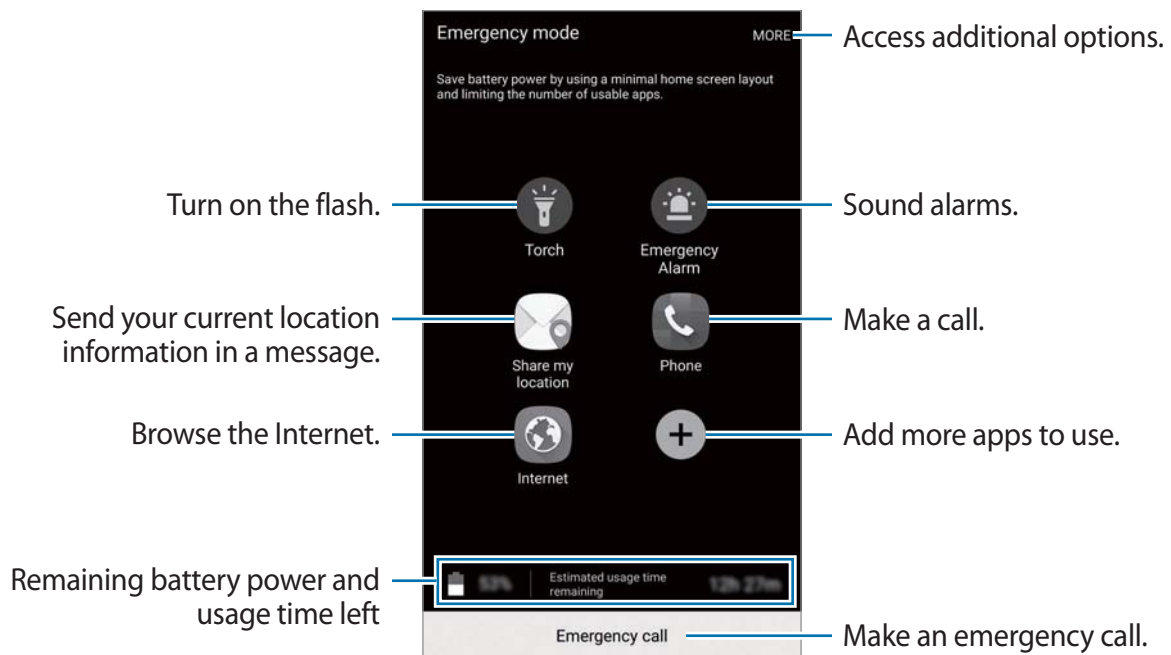 Emergency mode
MORE
Access additional options.
Save battery power by using a minimal home screen layout
and limiting the number of usable apps.
Turn on the flash.
Torch
Emergency
Alarm
Sound alarms.
Send your current location
information in a message.
Share my
location
Phone
Make a call.
Browse the Internet.
Internet
Add more apps to use.
Remaining battery power and
usage time left
Estimated usage time
remaining
Emergency call
Make an emergency call.